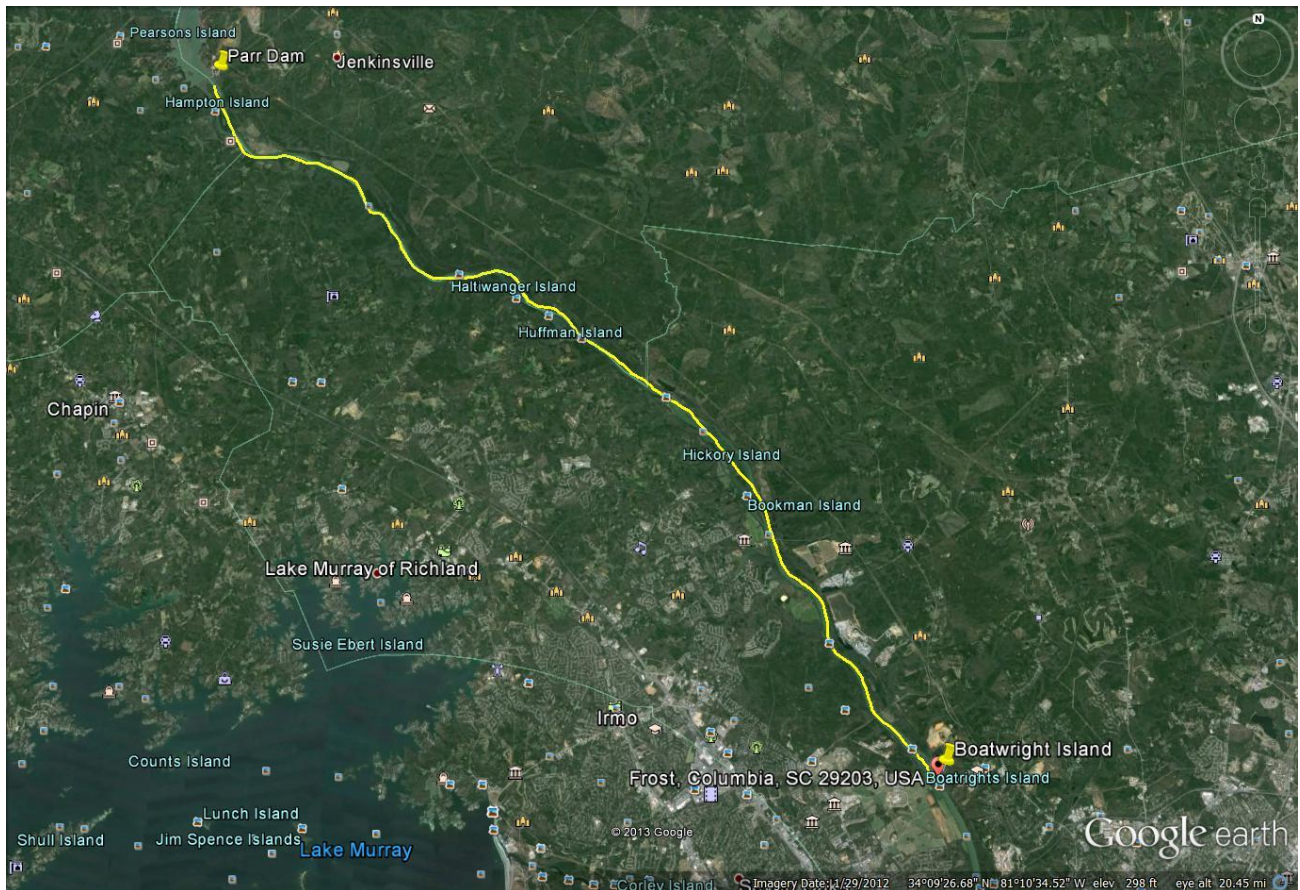 Pearsons Island
N
Parr Dam
Jenkinsville
Hampton Island
Haltiwanger Island
Huffman Island
Chapin
Hickory Island
Bookman Island
Lake Murray of Richland
Susie Ebert Island
Irmo
Boatwright Island
Counts Island
Frost, Columbia, SC 29203, USA
Boatrights Island
Lunch Island
© 2013 Google
Google earth
Shull Island
Jim Spence Islands
Lake Murray
Corley Island
Imagery Date: 1/29/2012 34°09'26.68" N 81°10'34.52" W elev 298 ft eye alt 20.45 mi